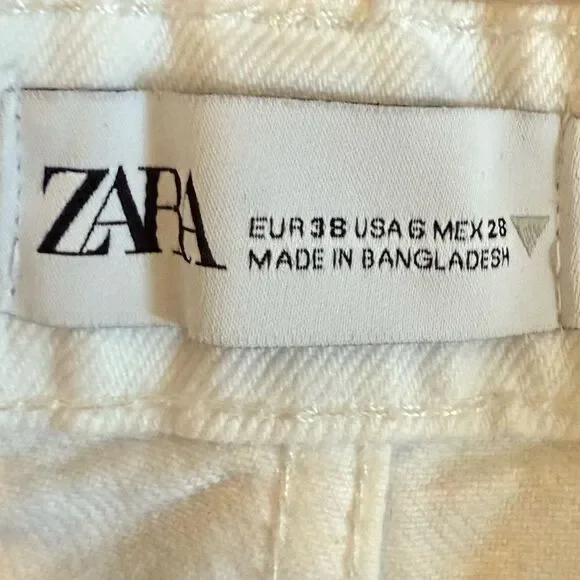 ZARA
EUR 38 USA 6 MEX 28
MADE IN BANGLADESH